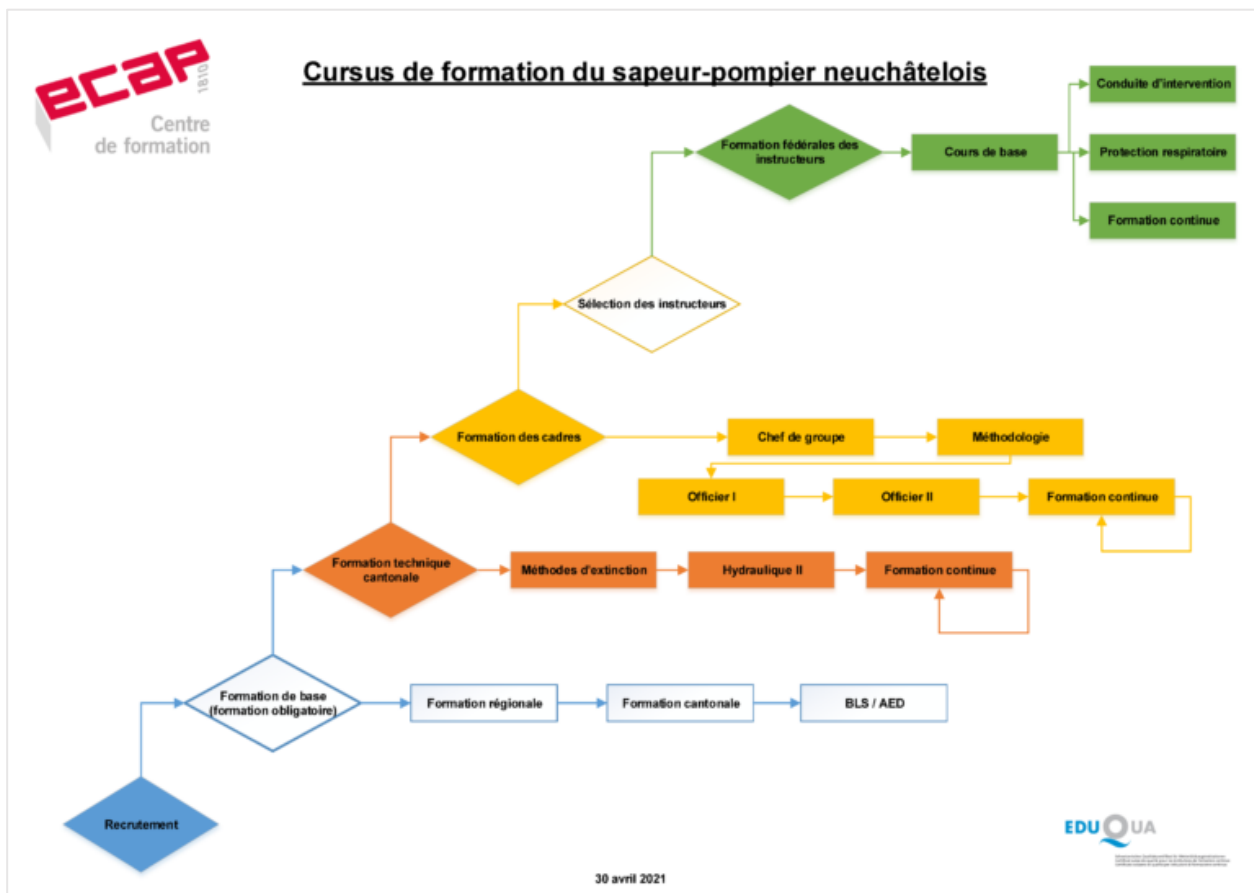 ecap
1810
Centre
de formation
Cursus de formation du sapeur-pompier neuchâtelois
Conduite d'intervention
Formation fédérales des
instructeurs
Cours de base
Protection respiratoire
Formation continue
Sélection des instructeurs
Formation des cadres
Chef de groupe
Méthodologie
Officier I
Officier II
Formation continue
Formation technique
cantonale
Méthodes d'extinction
Hydraulique II
Formation continue
Formation de base
(formation obligatoire)
Formation régionale
Formation cantonale
BLS / AED
Recrutement
EDUQUA
30 avril 2021